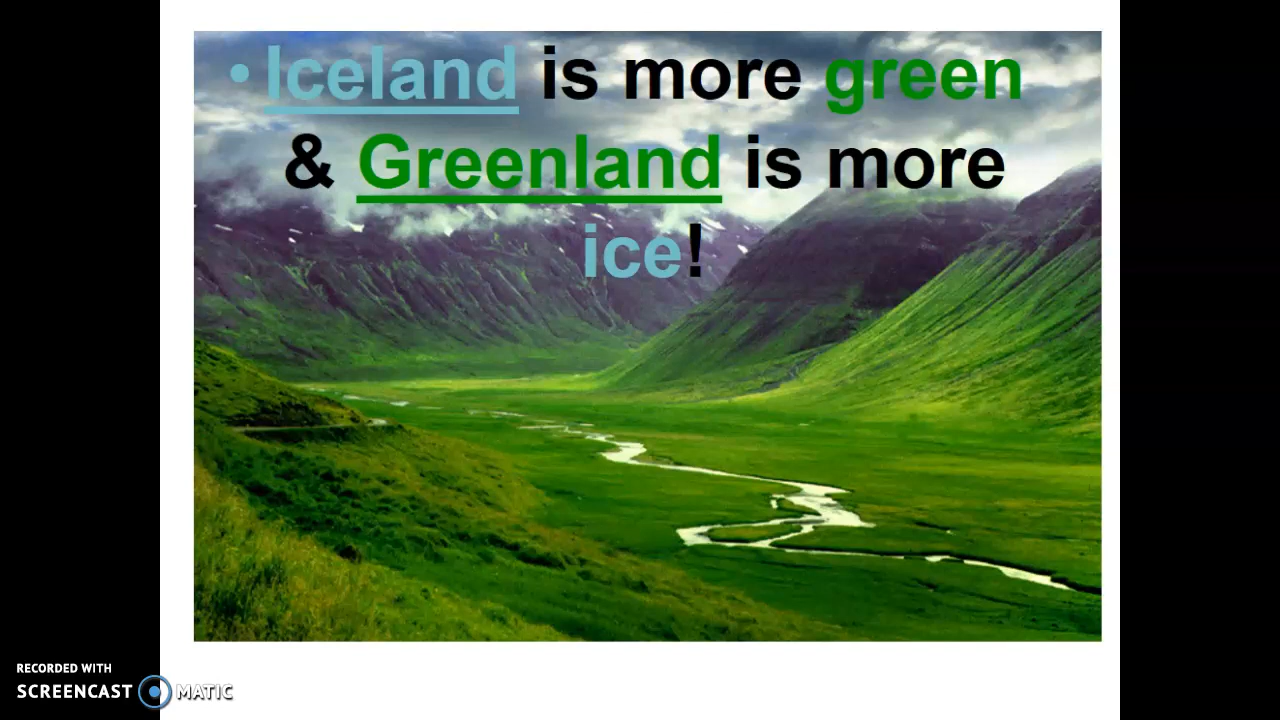 • Iceland is more green
& Greenland is more
ice!
RECORDED WITH
SCREENCAST MATIC